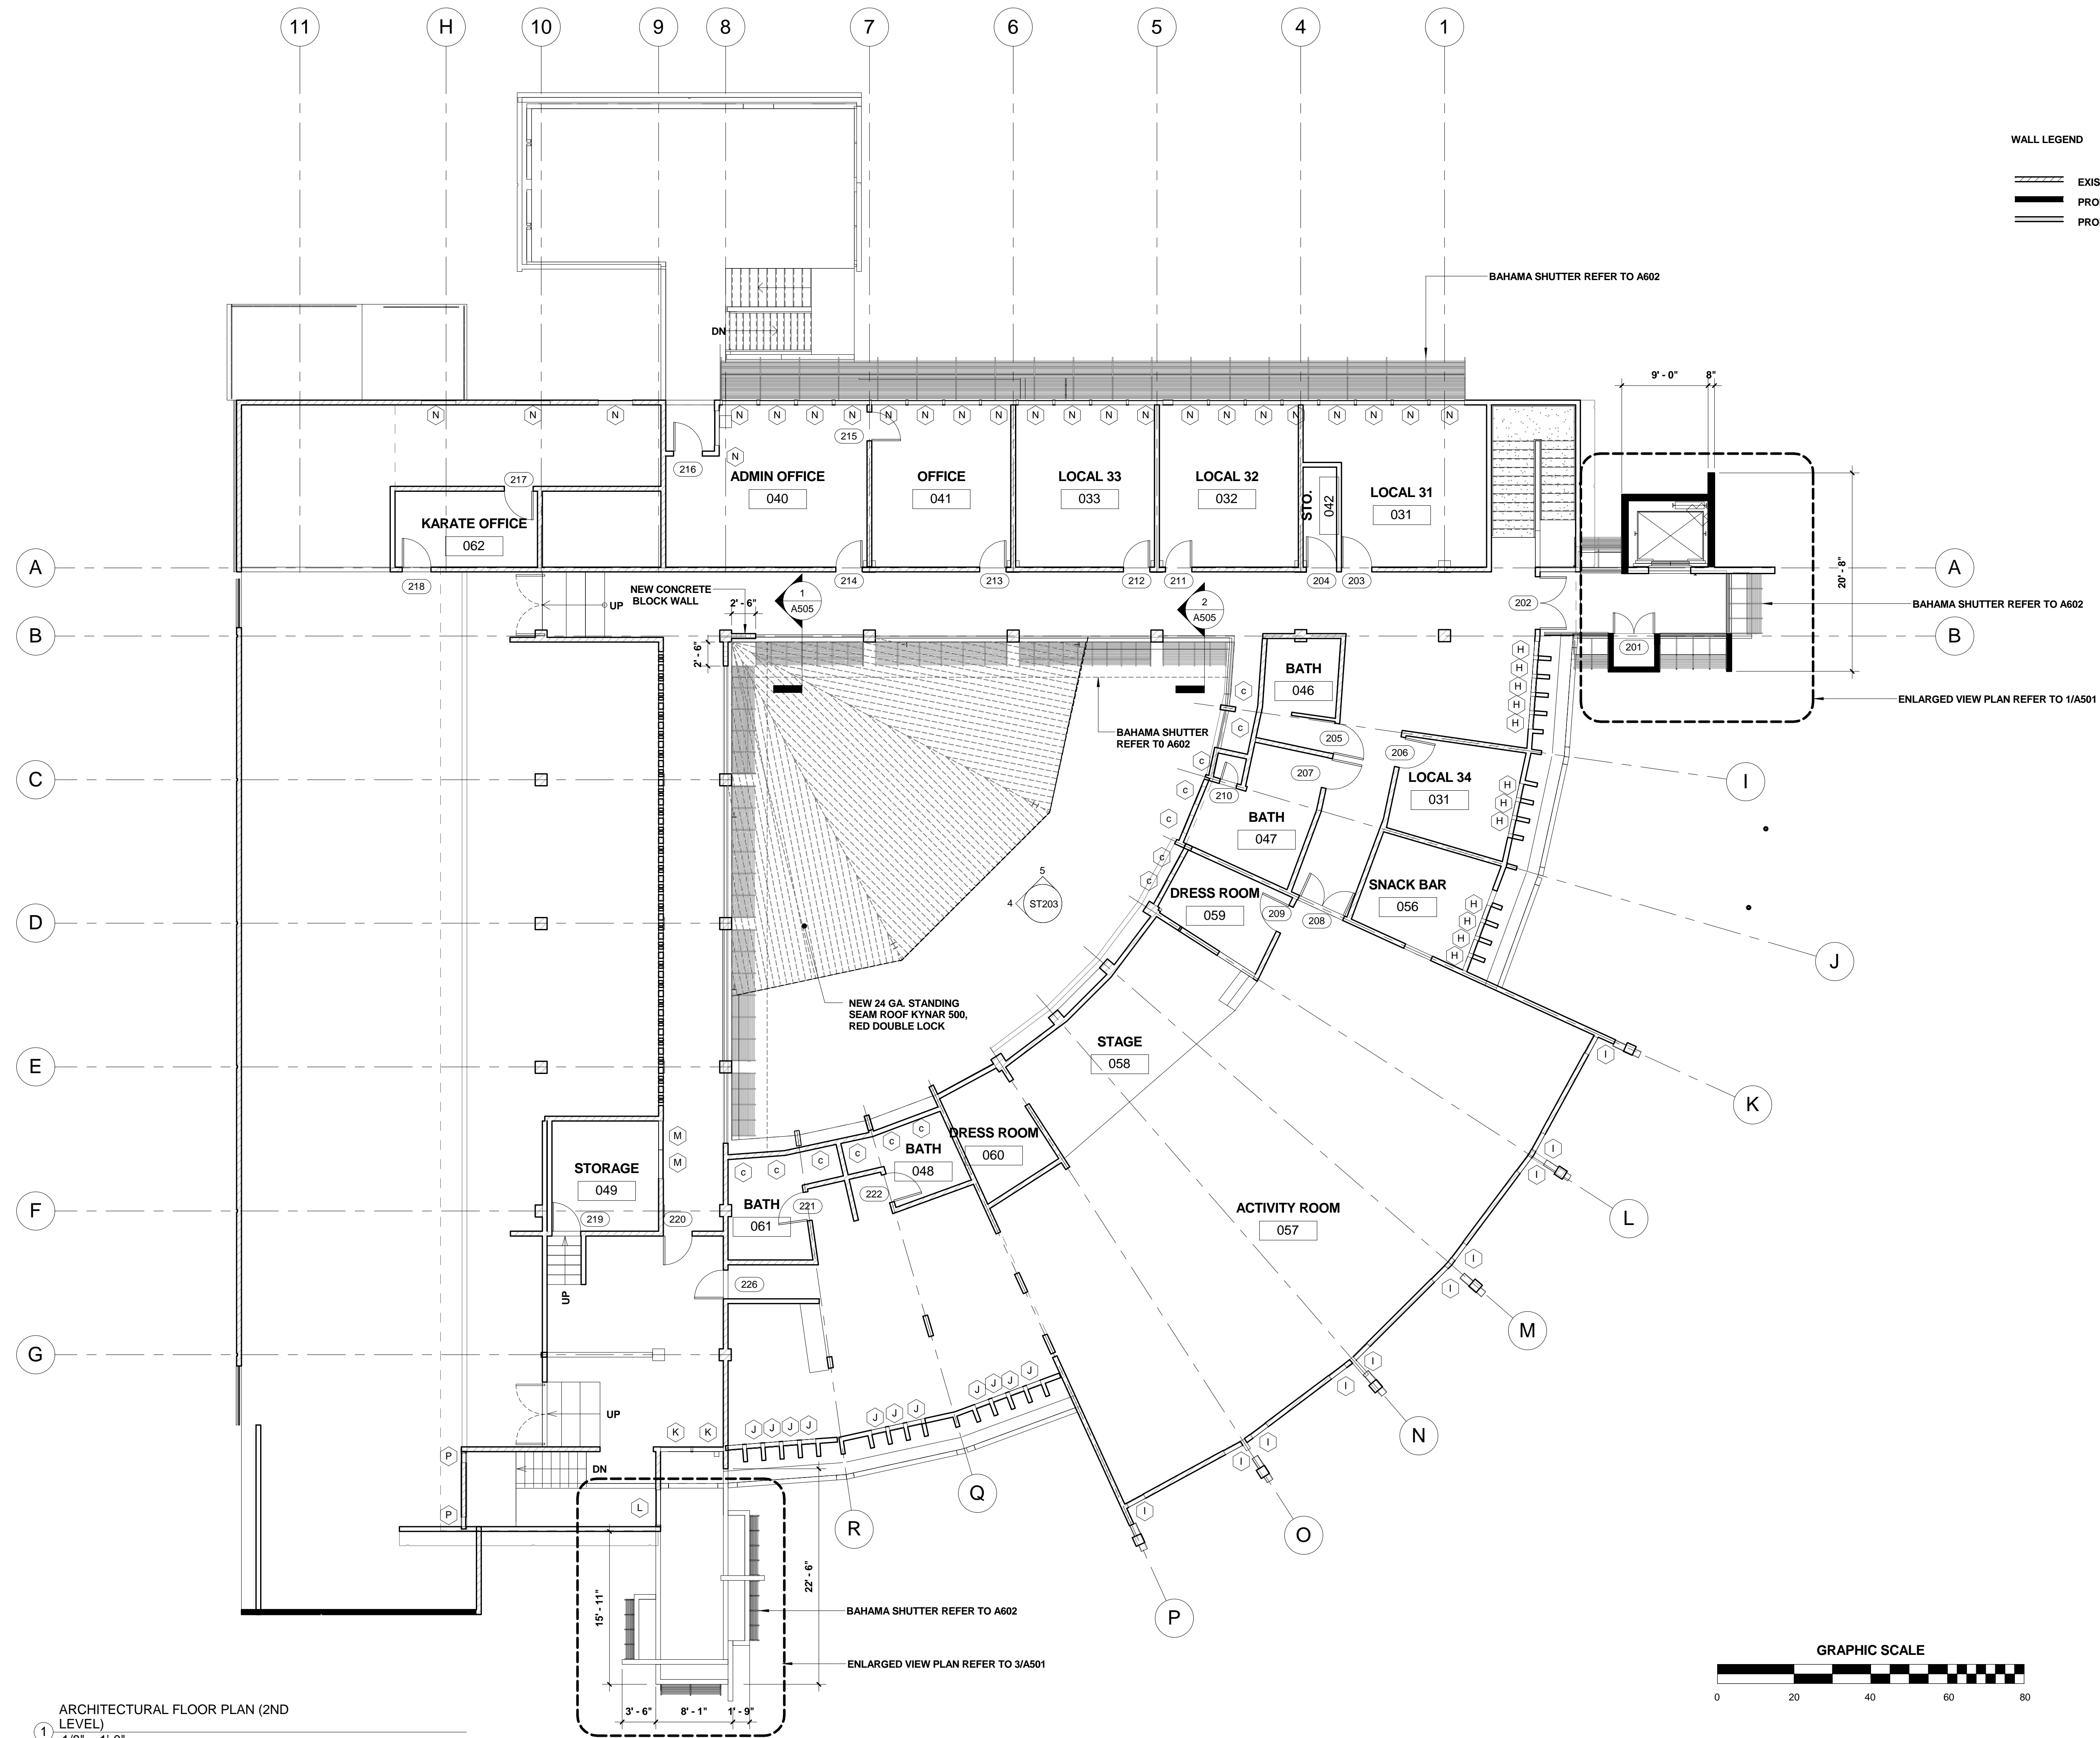 11 H 10 9 8 7 6 5 4 1
WALL LEGEND
EXIS
PRO
PRO
BAHAMA SHUTTER REFER TO A602
DN
9' - 0" 8"
N N N N N N N N N N N N N N N N N N N N N N N
215
216
N
217
ADMIN OFFICE
040
OFFICE
041
LOCAL 33
033
LOCAL 32
032
STO.
042
LOCAL 31
031
KARATE OFFICE
062
20' - 8"
A
A
218
214
213
212
211
204
203
202
NEW CONCRETE
BLOCK WALL
UP
2' - 6"
1
A505
2
A505
BAHAMA SHUTTER REFER TO A602
B
B
2' - 6"
201
H H H H H
BATH
046
c c c c c c c
ENLARGED VIEW PLAN REFER TO 1/A501
BAHAMA SHUTTER
REFER T0 A602
205
206
207
210
LOCAL 34
031
H H H
C
I
BATH
047
SNACK BAR
056
H H H H
DRESS ROOM
059
209
208
5
4
ST203
D
J
NEW 24 GA. STANDING
SEAM ROOF KYNAR 500,
RED DOUBLE LOCK
STAGE
058
E
I
K
M
M
STORAGE
049
c c c c c
BATH
048
DRESS ROOM
060
I
I
F
219
220
BATH
061
221
222
ACTIVITY ROOM
057
L
226
UP
I
I
M
G
I
I
J J J J J J J J J J J
UP
K K
N
P
DN
I
I
P
L
Q
I
R
O
15' - 11"
22' - 6"
P
BAHAMA SHUTTER REFER TO A602
ENLARGED VIEW PLAN REFER TO 3/A501
3' - 6" 8' - 1" 1' - 9"
GRAPHIC SCALE
0 20 40 60 80
ARCHITECTURAL FLOOR PLAN (2ND
LEVEL)
1